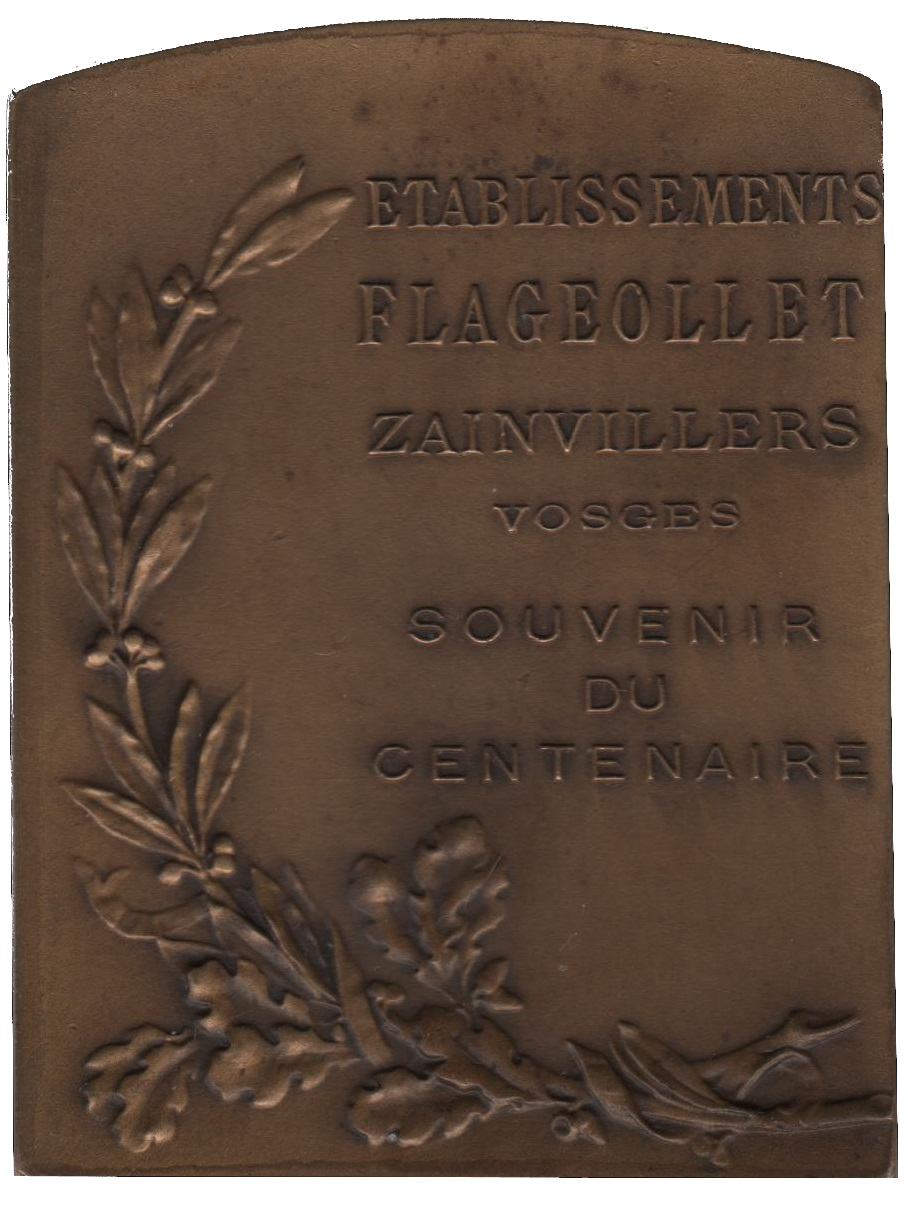 ETABLISSEMENTS
FLAGEOLLET
ZAINVILLERS
VOSGES
SOUVENIR
DU
CENTENAIRE